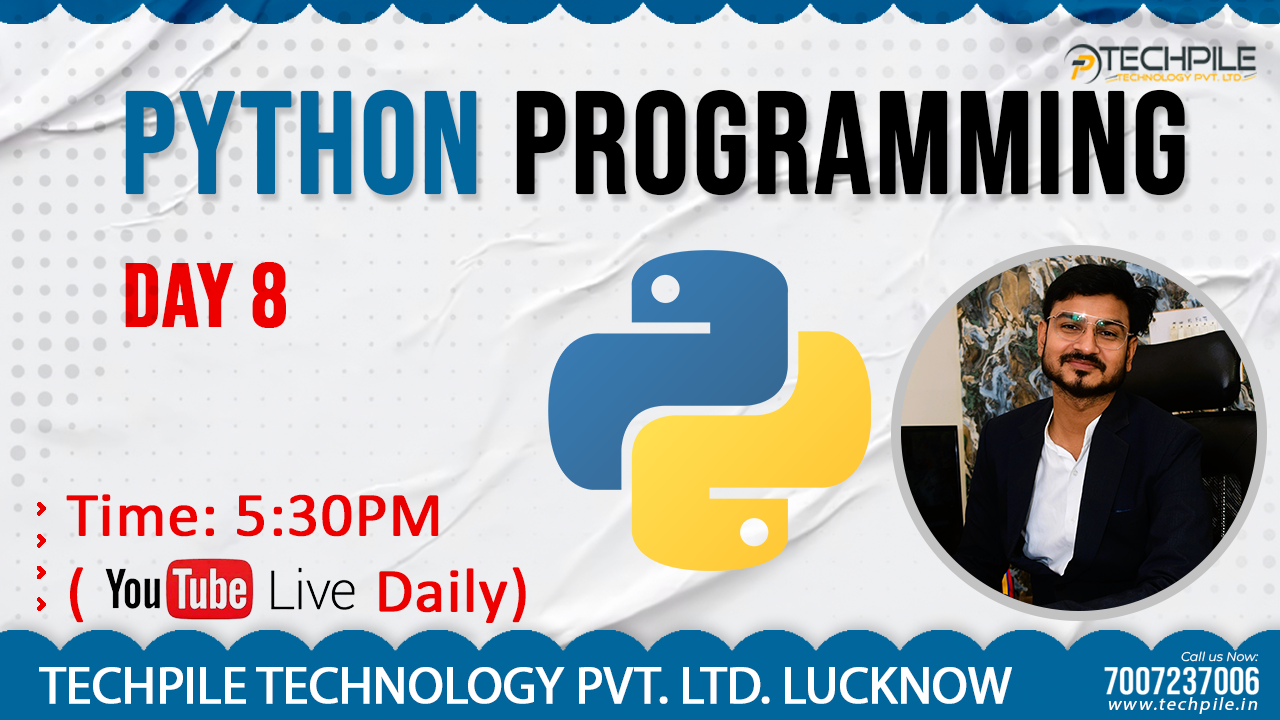 TECHPILE
TECHNOLOGY PVT. LTD.
PYTHON PROGRAMMING
DAY 8
Time: 5:30PM
( YouTube Live Daily)
TECHPILE TECHNOLOGY PVT. LTD. LUCKNOW
Call us Now:
7007237006
www.techpile.in